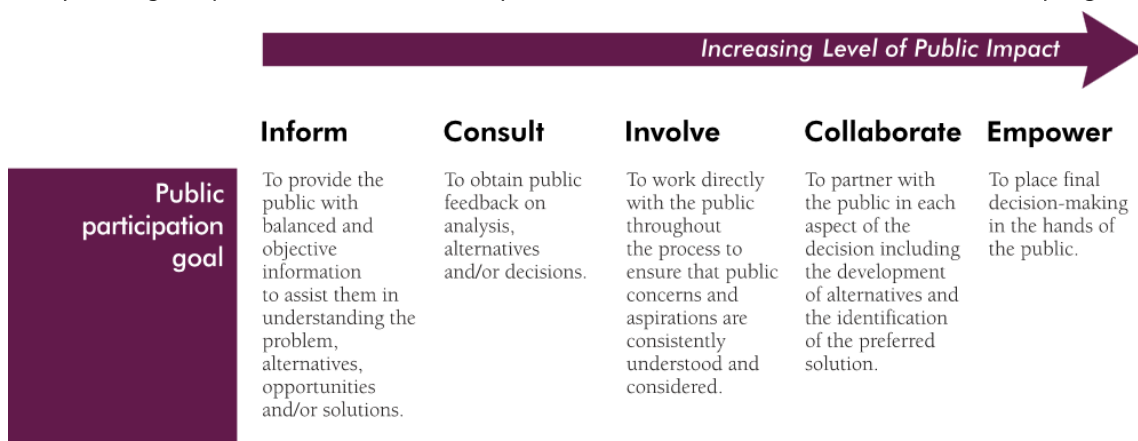 Increasing Level of Public Impact
Inform
Consult
Involve
Collaborate
Empower
Public
participation
goal
To provide the
public with
balanced and
objective
information
to assist them in
understanding the
problem,
alternatives,
opportunities
and/or solutions.
To obtain public
feedback on
analysis,
alternatives
and/or decisions.
To work directly
with the public
throughout
the process to
ensure that public
concerns and
aspirations are
consistently
understood and
considered.
To partner with
the public in each
aspect of the
decision including
the development
of alternatives and
the identification
of the preferred
solution.
To place final
decision-making
in the hands of
the public.